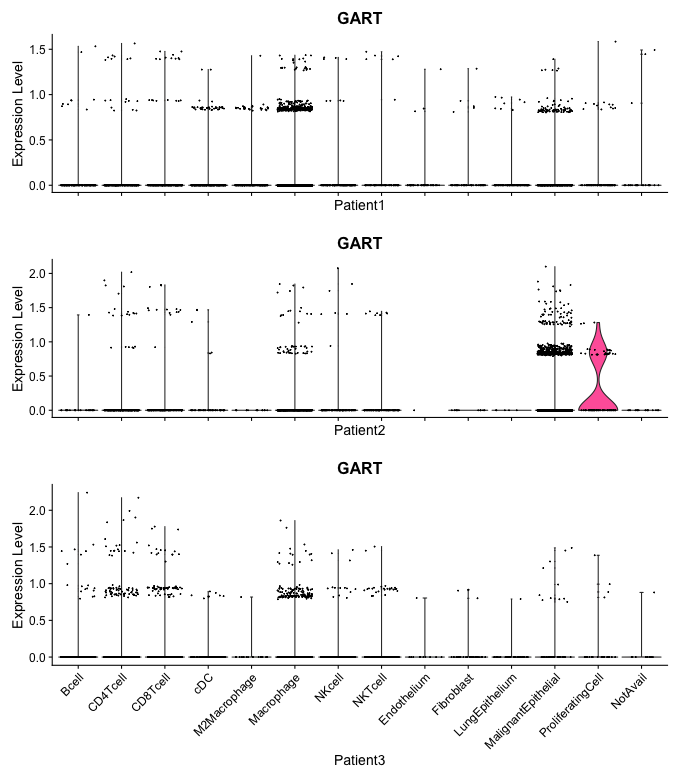 GART
Expression Level
1.5
1.0
0.5
0.0
Patient1
GART
Expression Level
2.0
1.5
1.0
0.5
0.0
Patient2
GART
Expression Level
2.0
1.5
1.0
0.5
0.0
Bcell
CD4Tcell
CD8Tcell
cDC
M2Macrophage
Macrophage
NKcell
NKTcell
Endothelium
Fibroblast
LungEpithelium
MalignantEpithelial
ProliferatingCell
NotAvail
Patient3